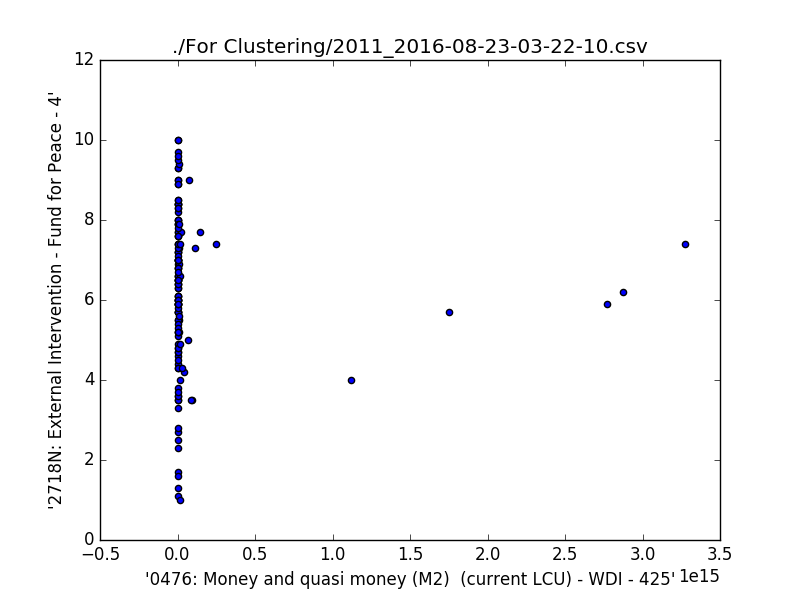 ./For Clustering/2011_2016-08-23-03-22-10.csv
12
10
8
6
4
2
0
'2718N: External Intervention - Fund for Peace - 4'
−0.5 0.0 0.5 1.0 1.5 2.0 2.5 3.0 3.5
1e15
'0476: Money and quasi money (M2)  (current LCU) - WDI - 425'